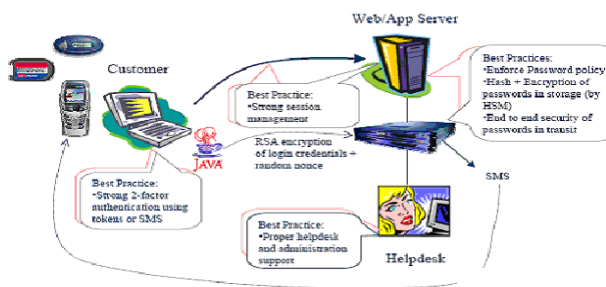 Web/App Server
Customer
Best Practice:
•Strong session
management
Best Practices:
•Enforce Password policy
•Hash + Encryption of
passwords in storage (by
HSM)
•End to end security of
passwords in transit
JAVA
RSA encryption
of login credentials +
random nonce
SMS
Best Practice:
•Strong 2-factor
authentication using
tokens or SMS
Best Practice:
•Proper helpdesk
and administration
support
Helpdesk